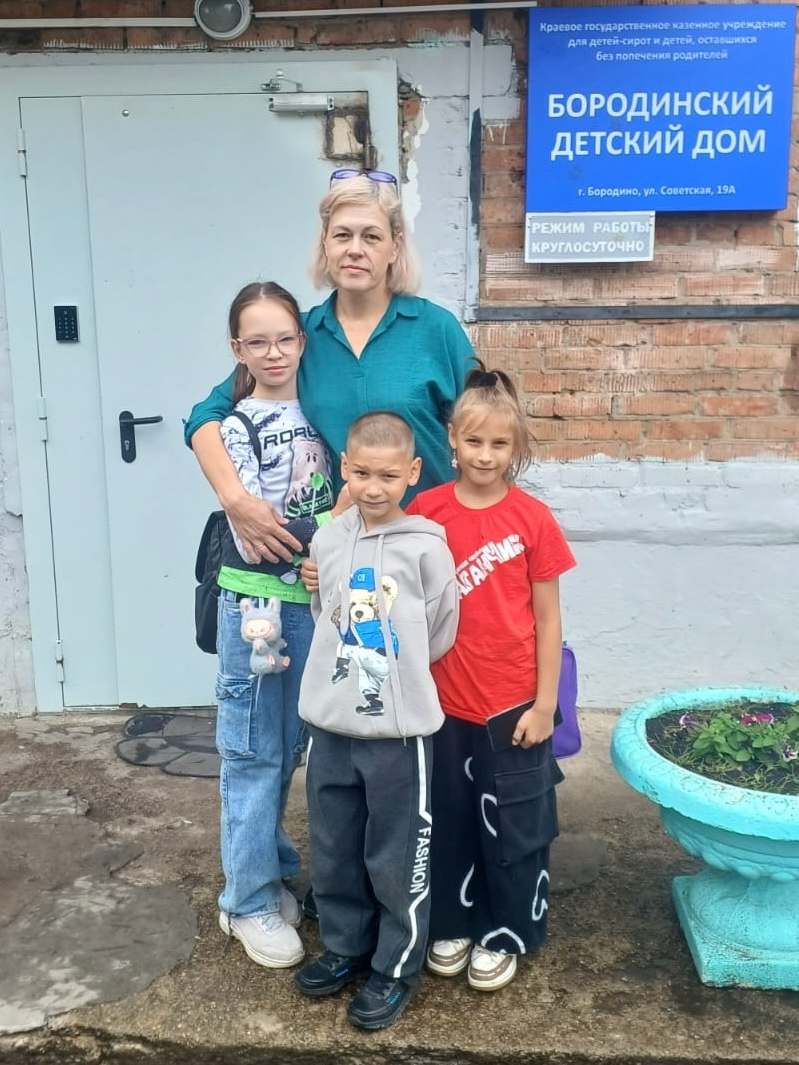 Краевое государственное казенное учреждение
для детей-сирот и детей, оставшихся
без попечения родителей
БОРОДИНСКИЙ
ДЕТСКИЙ ДОМ
г. Бородино, ул. Советская, 19А
РЕЖИМ РАБОТЫ
КРУГЛОСУТОЧНО
FASHION